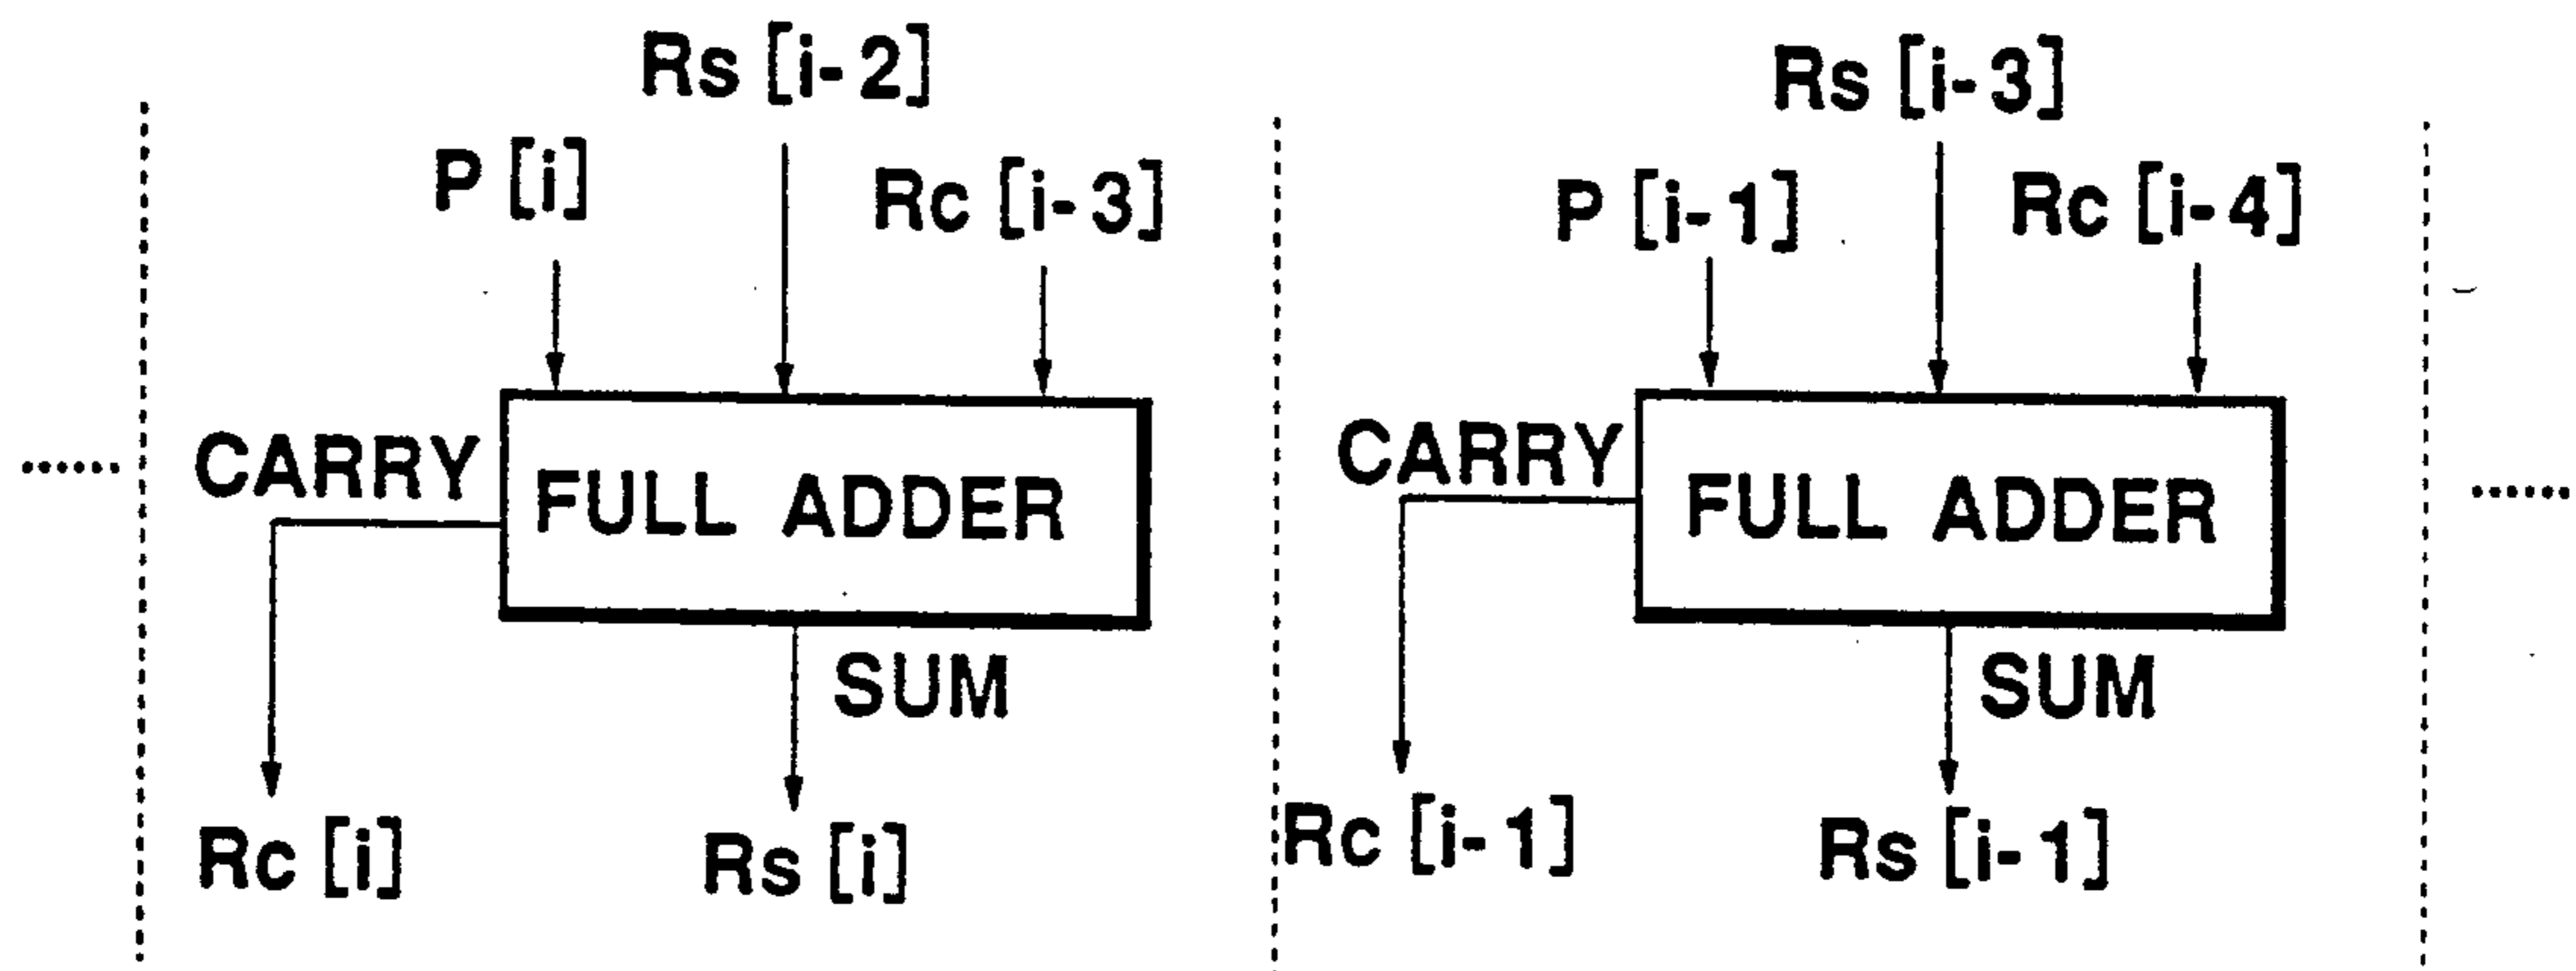 Rs [i-2]
P [i]
Rc [i-3]
CARRY
FULL ADDER
SUM
Rc [i]
Rs [i]
Rs [i-3]
P [i-1]
Rc [i-4]
CARRY
FULL ADDER
SUM
Rc [i-1]
Rs [i-1]